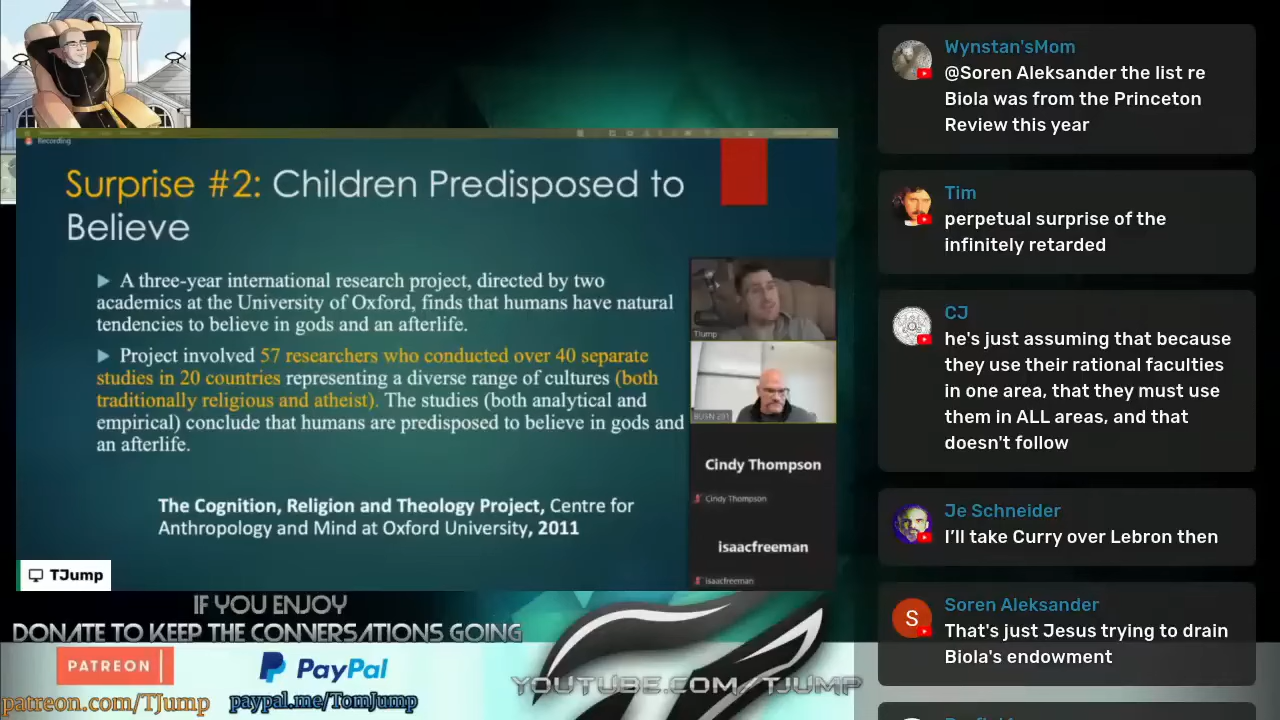 Recording
Surprise #2: Children Predisposed to
Believe
A three-year international research project, directed by two
academics at the University of Oxford, finds that humans have natural
tendencies to believe in gods and an afterlife.
Project involved 57 researchers who conducted over 40 separate
studies in 20 countries representing a diverse range of cultures (both
traditionally religious and atheist). The studies (both analytical and
empirical) conclude that humans are predisposed to believe in gods and
an afterlife.
The Cognition, Religion and Theology Project, Centre for
Anthropology and Mind at Oxford University, 2011
TJump
TJump
BUSN 231
Cindy Thompson
Cindy Thompson
isaacfreeman
isaacfreeman
IF YOU ENJOY
DONATE TO KEEP THE CONVERSATIONS GOING
PATREON
PayPal
patreon.com/TJump
paypal.me/TomJump
YOUTUBE.COM/TJUMP
Wynstan'sMom
@Soren Aleksander the list re
Biola was from the Princeton
Review this year
Tim
perpetual surprise of the
infinitely retarded
CJ
he's just assuming that because
they use their rational faculties
in one area, that they must use
them in ALL areas, and that
doesn't follow
Je Schneider
I'll take Curry over Lebron then
S
Soren Aleksander
That's just Jesus trying to drain
Biola's endowment